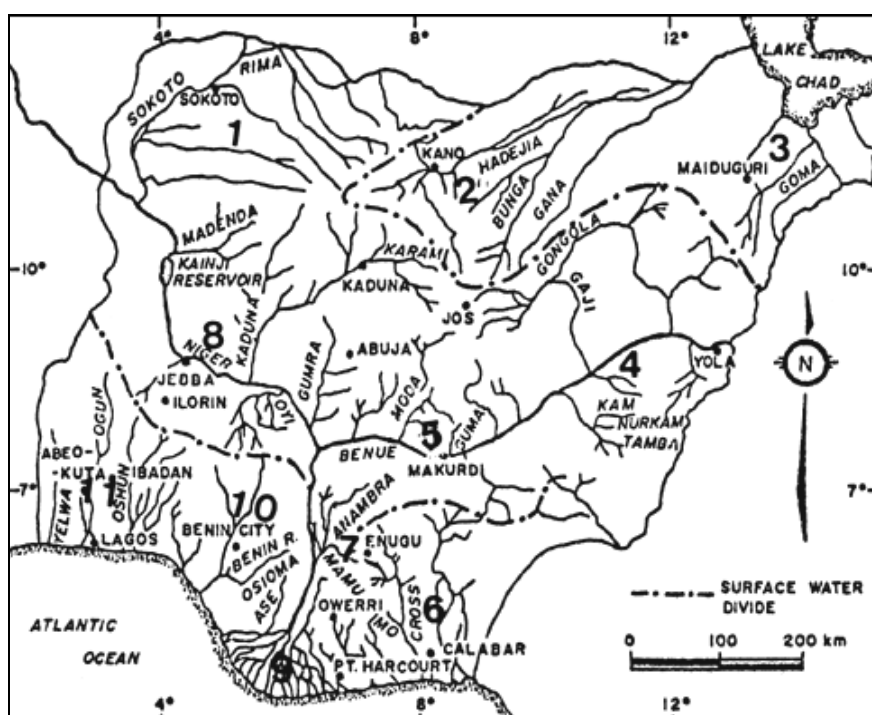 4°
8°
12°
LAKE
CHAD
RIMA
SOKOTO
SOKOTO
1
KANO
HADEJIA
2
BUNGA
GANA
3
MAIDUGURI
GOMA
MADENDA
KAINJI
RESERVOIR
KARAMI
GONGOLA
10°
10°
KADUNA
KADUNA
JOS
GAJI
8
NIGER
GUMRA
ABUJA
4
YOLA
N
JEDBA
ILORIN
OYI
MODA
5
GUMA
KAM
NURKAM
TAMBA
OGUN
ABEO-
KUTA
IBADAN
BENUE
MAKURDI
7°
7°
YELWA
11
OSHUN
10
ANAMBRA
LAGOS
BENIN CITY
BENIN R.
7
ENUGU
MAMU
OSIOMA
ASE
OWERRI
IMO
CROSS
6
SURFACE WATER
DIVIDE
ATLANTIC
OCEAN
9
PT. HARCOURT
CALABAR
0 100 200 km
4°
8°
12°